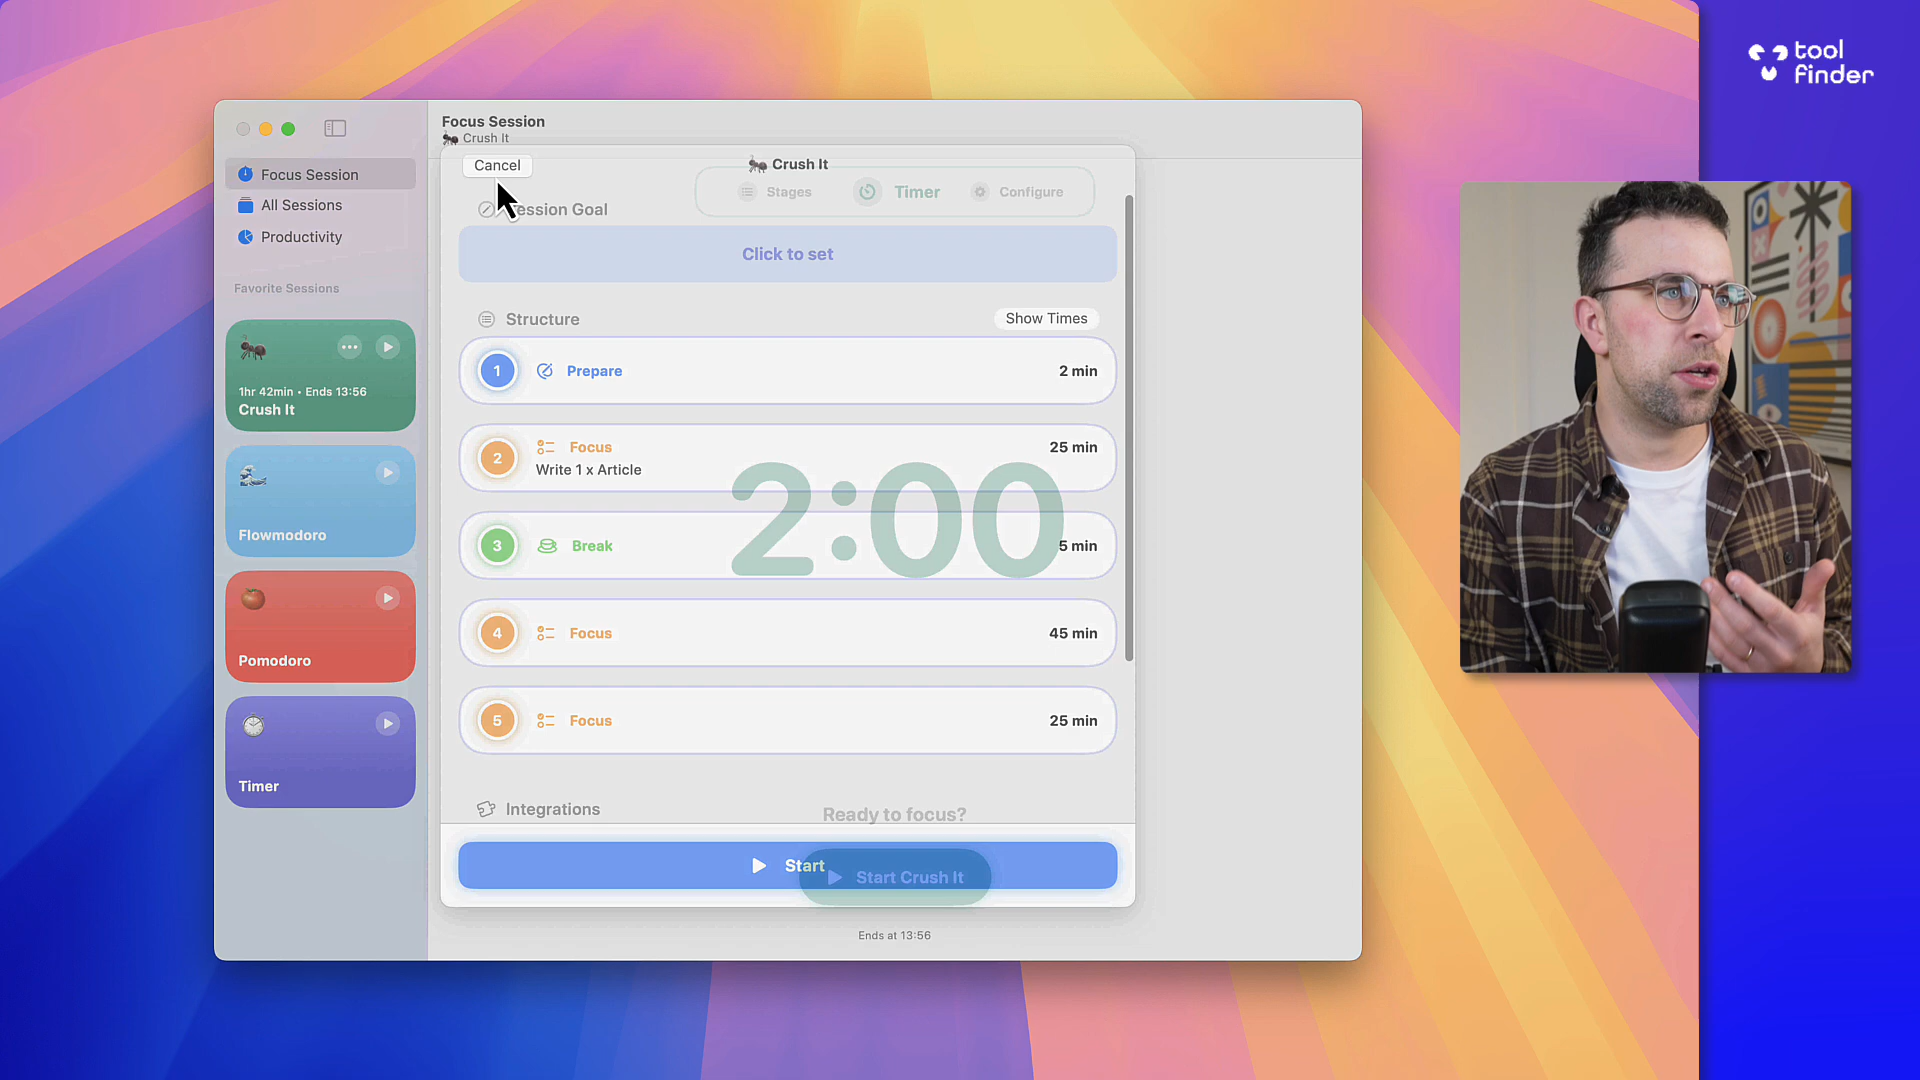 tool
finder
Focus Session
Crush It
Focus Session
All Sessions
Productivity
Favorite Sessions
1hr 42min • Ends 13:56
Crush It
Flowmodoro
Pomodoro
Timer
Cancel
Crush It
Stages
Timer
Configure
ession Goal
Click to set
Structure
Show Times
1
Prepare
2 min
2
Focus
25 min
Write 1 x Article
2:00
3
Break
5 min
4
Focus
45 min
5
Focus
25 min
Integrations
Ready to focus?
Start
Start Crush It
Ends at 13:56